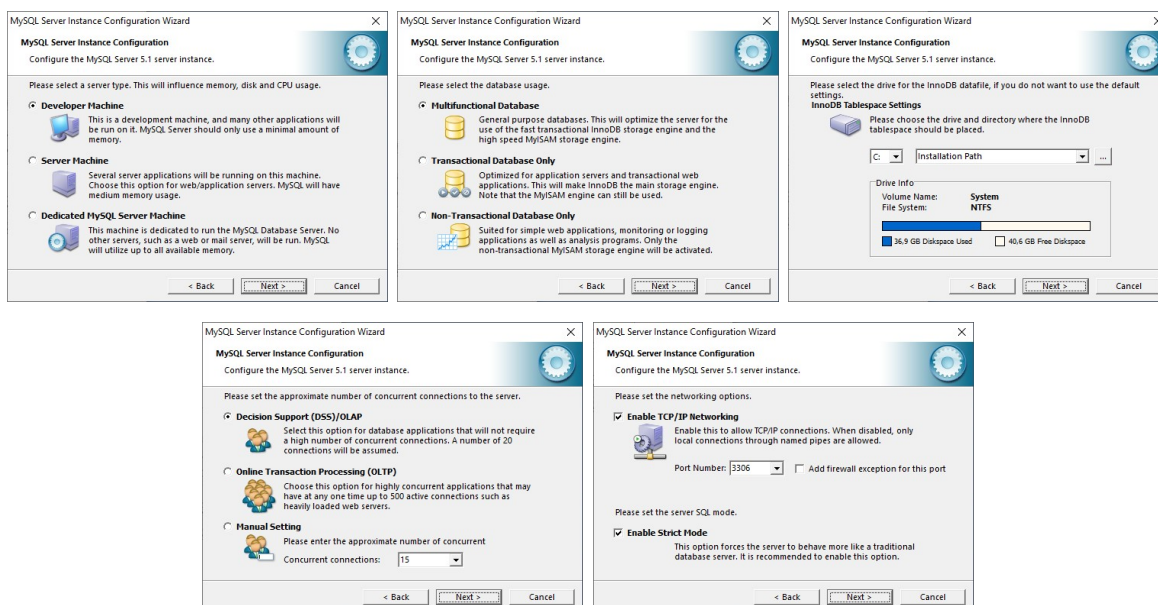 MySQL Server Instance Configuration Wizard
MySQL Server Instance Configuration
Configure the MySQL Server 5.1 server instance.
Please select a server type. This will influence memory, disk and CPU usage.
Developer Machine
This is a development machine, and many other applications will
be run on it. MySQL Server should only use a minimal amount of
memory.
Server Machine
Several server applications will be running on this machine.
Choose this option for web/application servers. MySQL will have
medium memory usage.
Dedicated MySQL Server Machine
This machine is dedicated to run the MySQL Database Server. No
other servers, such as a web or mail server, will be run. MySQL
will utilize up to all available memory.
< Back Next > Cancel
MySQL Server Instance Configuration Wizard
MySQL Server Instance Configuration
Configure the MySQL Server 5.1 server instance.
Please select the database usage.
Multifunctional Database
General purpose databases. This will optimize the server for the
use of the fast transactional InnoDB storage engine and the
high speed MyISAM storage engine.
Transactional Database Only
Optimized for application servers and transactional web
applications. This will make InnoDB the main storage engine.
Note that the MyISAM engine can still be used.
Non-Transactional Database Only
Suited for simple web applications, monitoring or logging
applications as well as analysis programs. Only the
non-transactional MyISAM storage engine will be activated.
< Back Next > Cancel
MySQL Server Instance Configuration Wizard
MySQL Server Instance Configuration
Configure the MySQL Server 5.1 server instance.
Please select the drive for the InnoDB datafile, if you do not want to use the default
settings.
InnoDB Tablespace Settings
Please choose the drive and directory where the InnoDB
tablespace should be placed.
C: Installation Path ...
Drive Info
Volume Name: System
File System: NTFS
36,9 GB Diskspace Used 40,6 GB Free Diskspace
< Back Next > Cancel
MySQL Server Instance Configuration Wizard
MySQL Server Instance Configuration
Configure the MySQL Server 5.1 server instance.
Please set the approximate number of concurrent connections to the server.
Decision Support (DSS)/OLAP
Select this option for database applications that will not require
a high number of concurrent connections. A number of 20
connections will be assumed.
Online Transaction Processing (OLTP)
Choose this option for highly concurrent applications that may
have at any one time up to 500 active connections such as
heavily loaded web servers.
Manual Setting
Please enter the approximate number of concurrent
Concurrent connections: 15
< Back Next > Cancel
MySQL Server Instance Configuration Wizard
MySQL Server Instance Configuration
Configure the MySQL Server 5.1 server instance.
Please set the networking options.
Enable TCP/IP Networking
Enable this to allow TCP/IP connections. When disabled, only
local connections through named pipes are allowed.
Port Number: 3306 Add firewall exception for this port
Please set the server SQL mode.
Enable Strict Mode
This option forces the server to behave more like a traditional
database server. It is recommended to enable this option.
< Back Next > Cancel